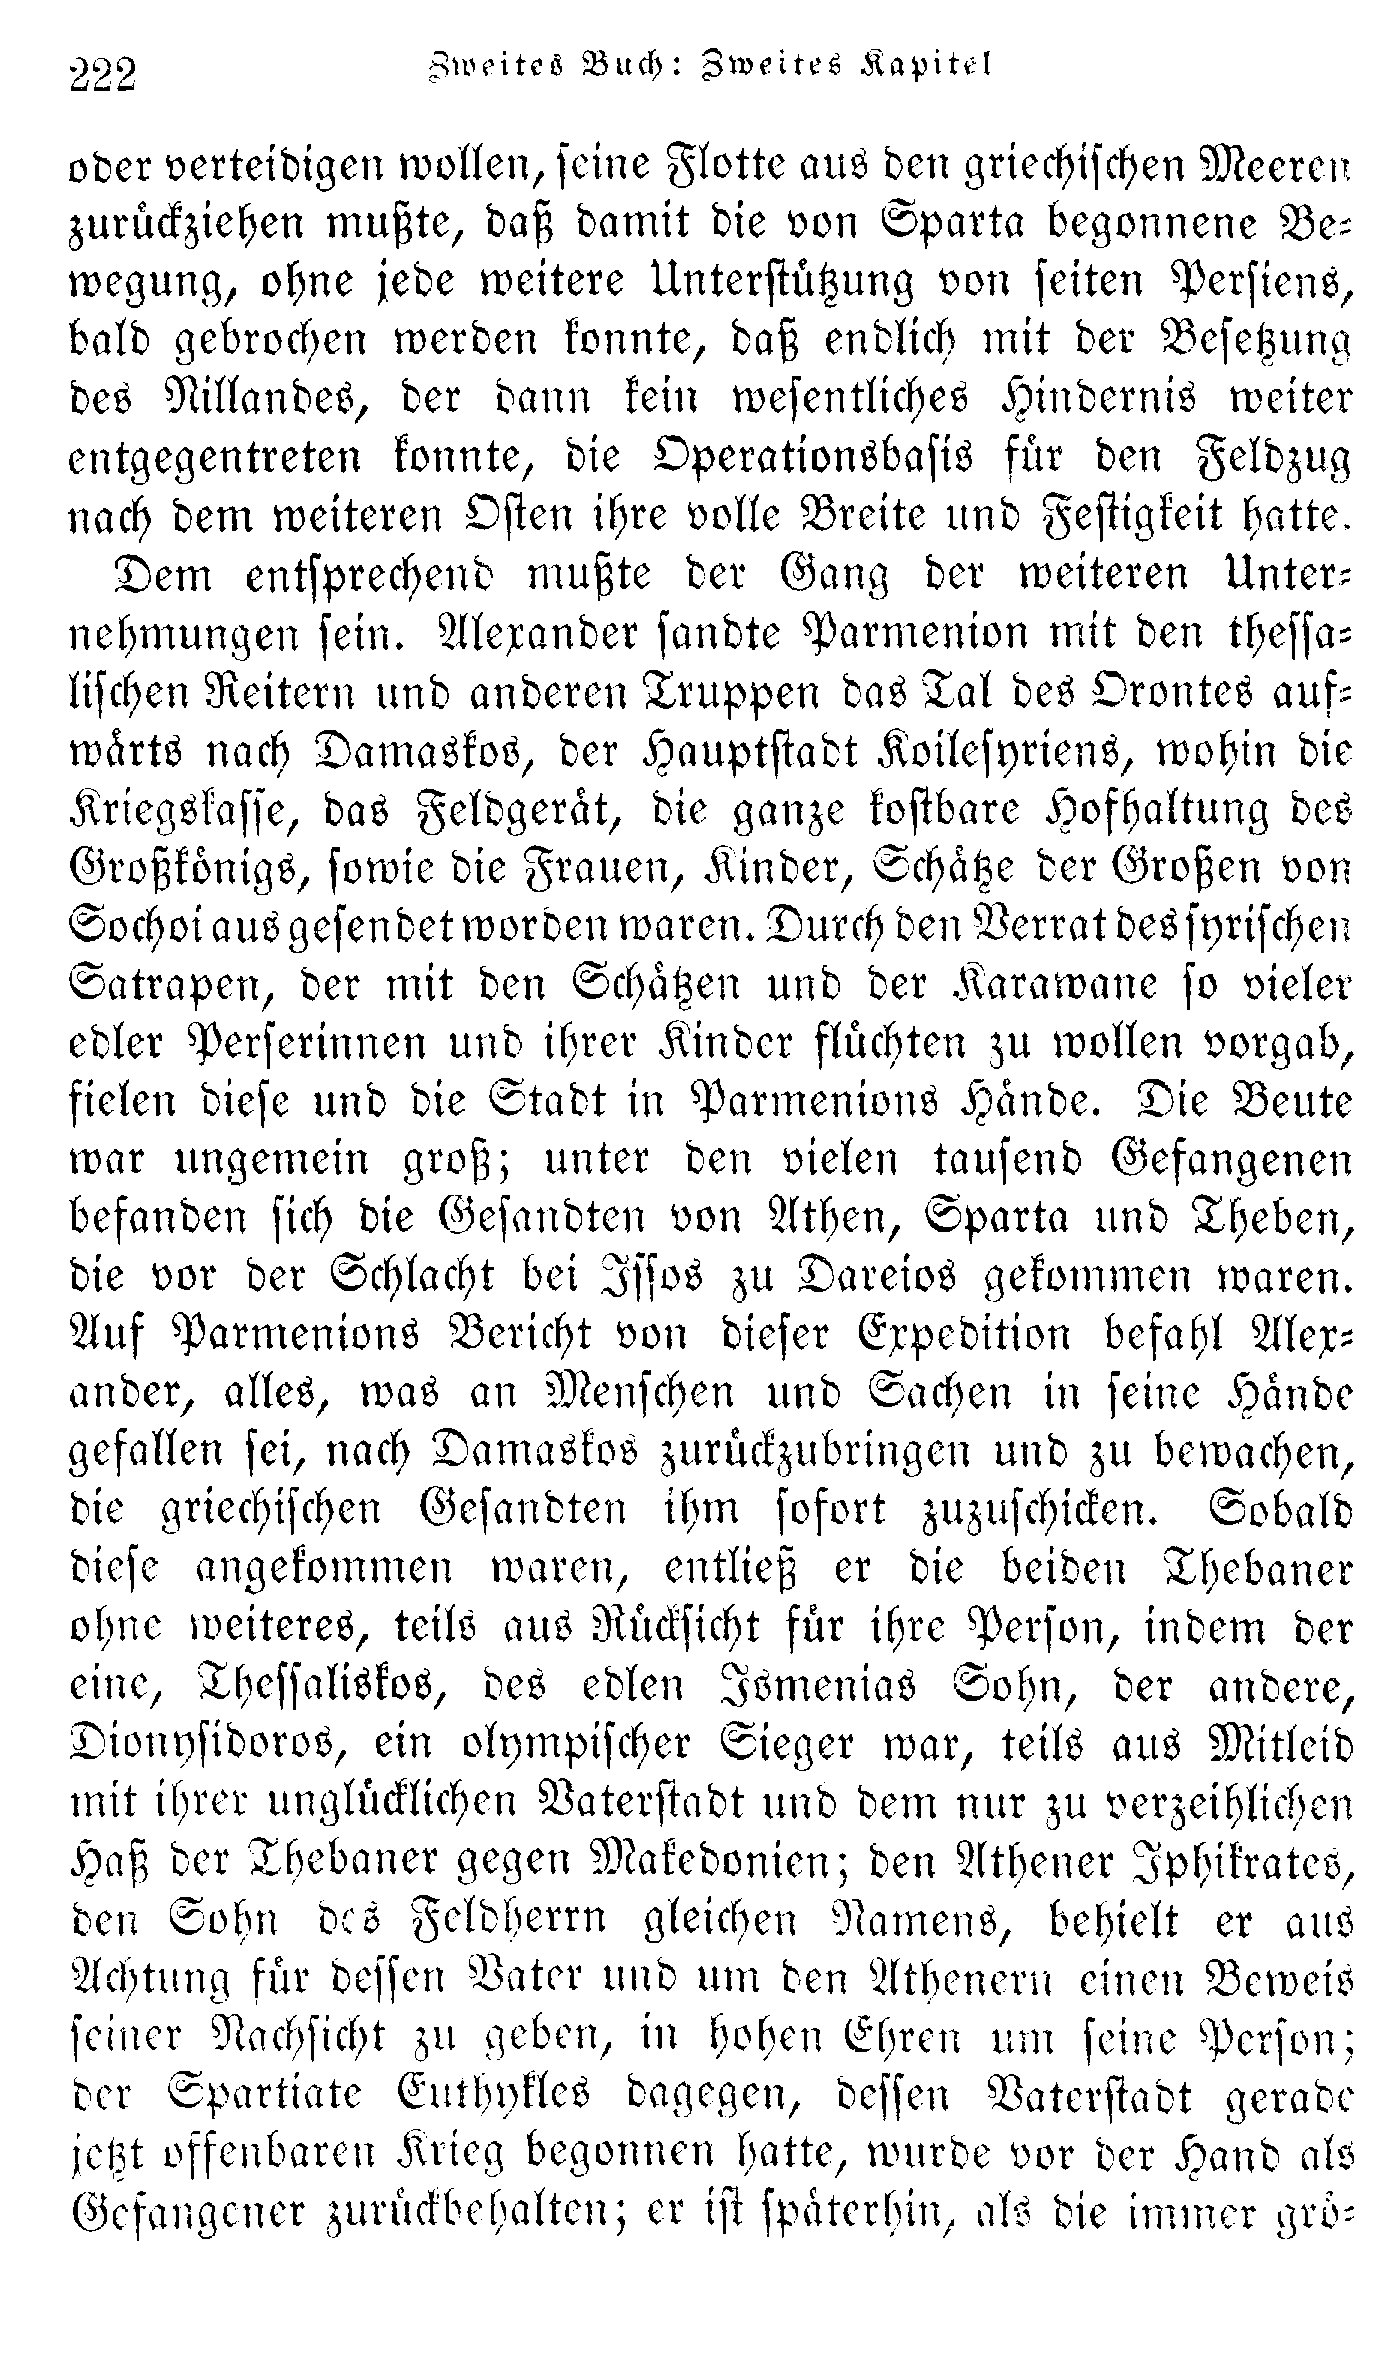 222
Zweites Buch: Zweites Kapitel
oder verteidigen wollen, seine Flotte aus den griechischen Meeren
zurückziehen mußte, daß damit die von Sparta begonnene Be-
wegung, ohne jede weitere Unterstützung von seiten Persiens,
bald gebrochen werden konnte, daß endlich mit der Besetzung
des Nillandes, der dann kein wesentliches Hindernis weiter
entgegentreten konnte, die Operationsbasis für den Feldzug
nach dem weiteren Osten ihre volle Breite und Festigkeit hatte.
Dem entsprechend mußte der Gang der weiteren Unter-
nehmungen sein. Alexander sandte Parmenion mit den thessa-
lischen Reitern und anderen Truppen das Tal des Orontes auf-
wärts nach Damaskos, der Hauptstadt Koilesyriens, wohin die
Kriegskasse, das Feldgerät, die ganze kostbare Hofhaltung des
Großkönigs, sowie die Frauen, Kinder, Schätze der Großen von
Sochoi aus gesendet worden waren. Durch den Verrat des syrischen
Satrapen, der mit den Schätzen und der Karawane so vieler
edler Perserinnen und ihrer Kinder flüchten zu wollen vorgab,
fielen diese und die Stadt in Parmenions Hände. Die Beute
war ungemein groß; unter den vielen tausend Gefangenen
befanden sich die Gesandten von Athen, Sparta und Theben,
die vor der Schlacht bei Issos zu Dareios gekommen waren.
Auf Parmenions Bericht von dieser Expedition befahl Alex-
ander, alles, was an Menschen und Sachen in seine Hände
gefallen sei, nach Damaskos zurückzubringen und zu bewachen,
die griechischen Gesandten ihm sofort zuzuschicken. Sobald
diese angekommen waren, entließ er die beiden Thebaner
ohne weiteres, teils aus Rücksicht für ihre Person, indem der
eine, Thessaliskos, des edlen Ismenias Sohn, der andere,
Dionysidoros, ein olympischer Sieger war, teils aus Mitleid
mit ihrer unglücklichen Vaterstadt und dem nur zu verzeihlichen
Haß der Thebaner gegen Makedonien; den Athener Iphikrates,
den Sohn des Feldherrn gleichen Namens, behielt er aus
Achtung für dessen Vater und um den Athenern einen Beweis
seiner Nachsicht zu geben, in hohen Ehren um seine Person;
der Spartiate Euthykles dagegen, dessen Vaterstadt gerade
jetzt offenbaren Krieg begonnen hatte, wurde vor der Hand als
Gefangener zurückbehalten; er ist späterhin, als die immer grö-